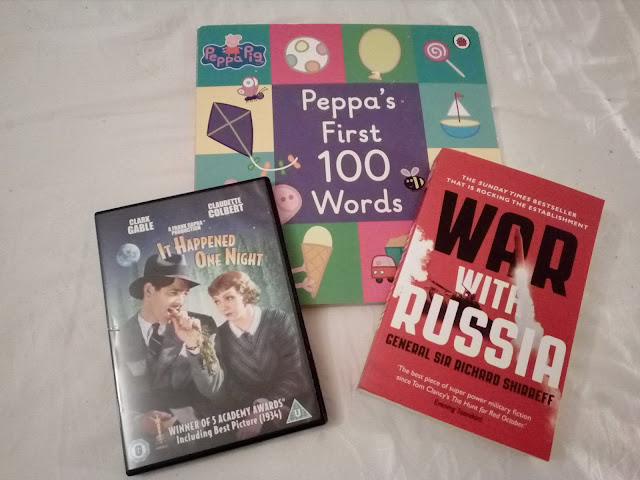 Peppa Pig
Peppa's
First
100
Words
CLARK
GABLE
CLAUDETTE
COLBERT
A FRANK CAPRA
PRODUCTION
IT HAPPENED
ONE NIGHT
WINNER OF 5 ACADEMY AWARDS
Including Best Picture (1934)
U
THE SUNDAY TIMES BESTSELLER
THAT IS ROCKING THE ESTABLISHMENT
WAR
WITH
RUSSIA
GENERAL SIR RICHARD SHIRREFF
'The best piece of super power military fiction
since Tom Clancy's The Hunt for Red October.'
Evening Standard